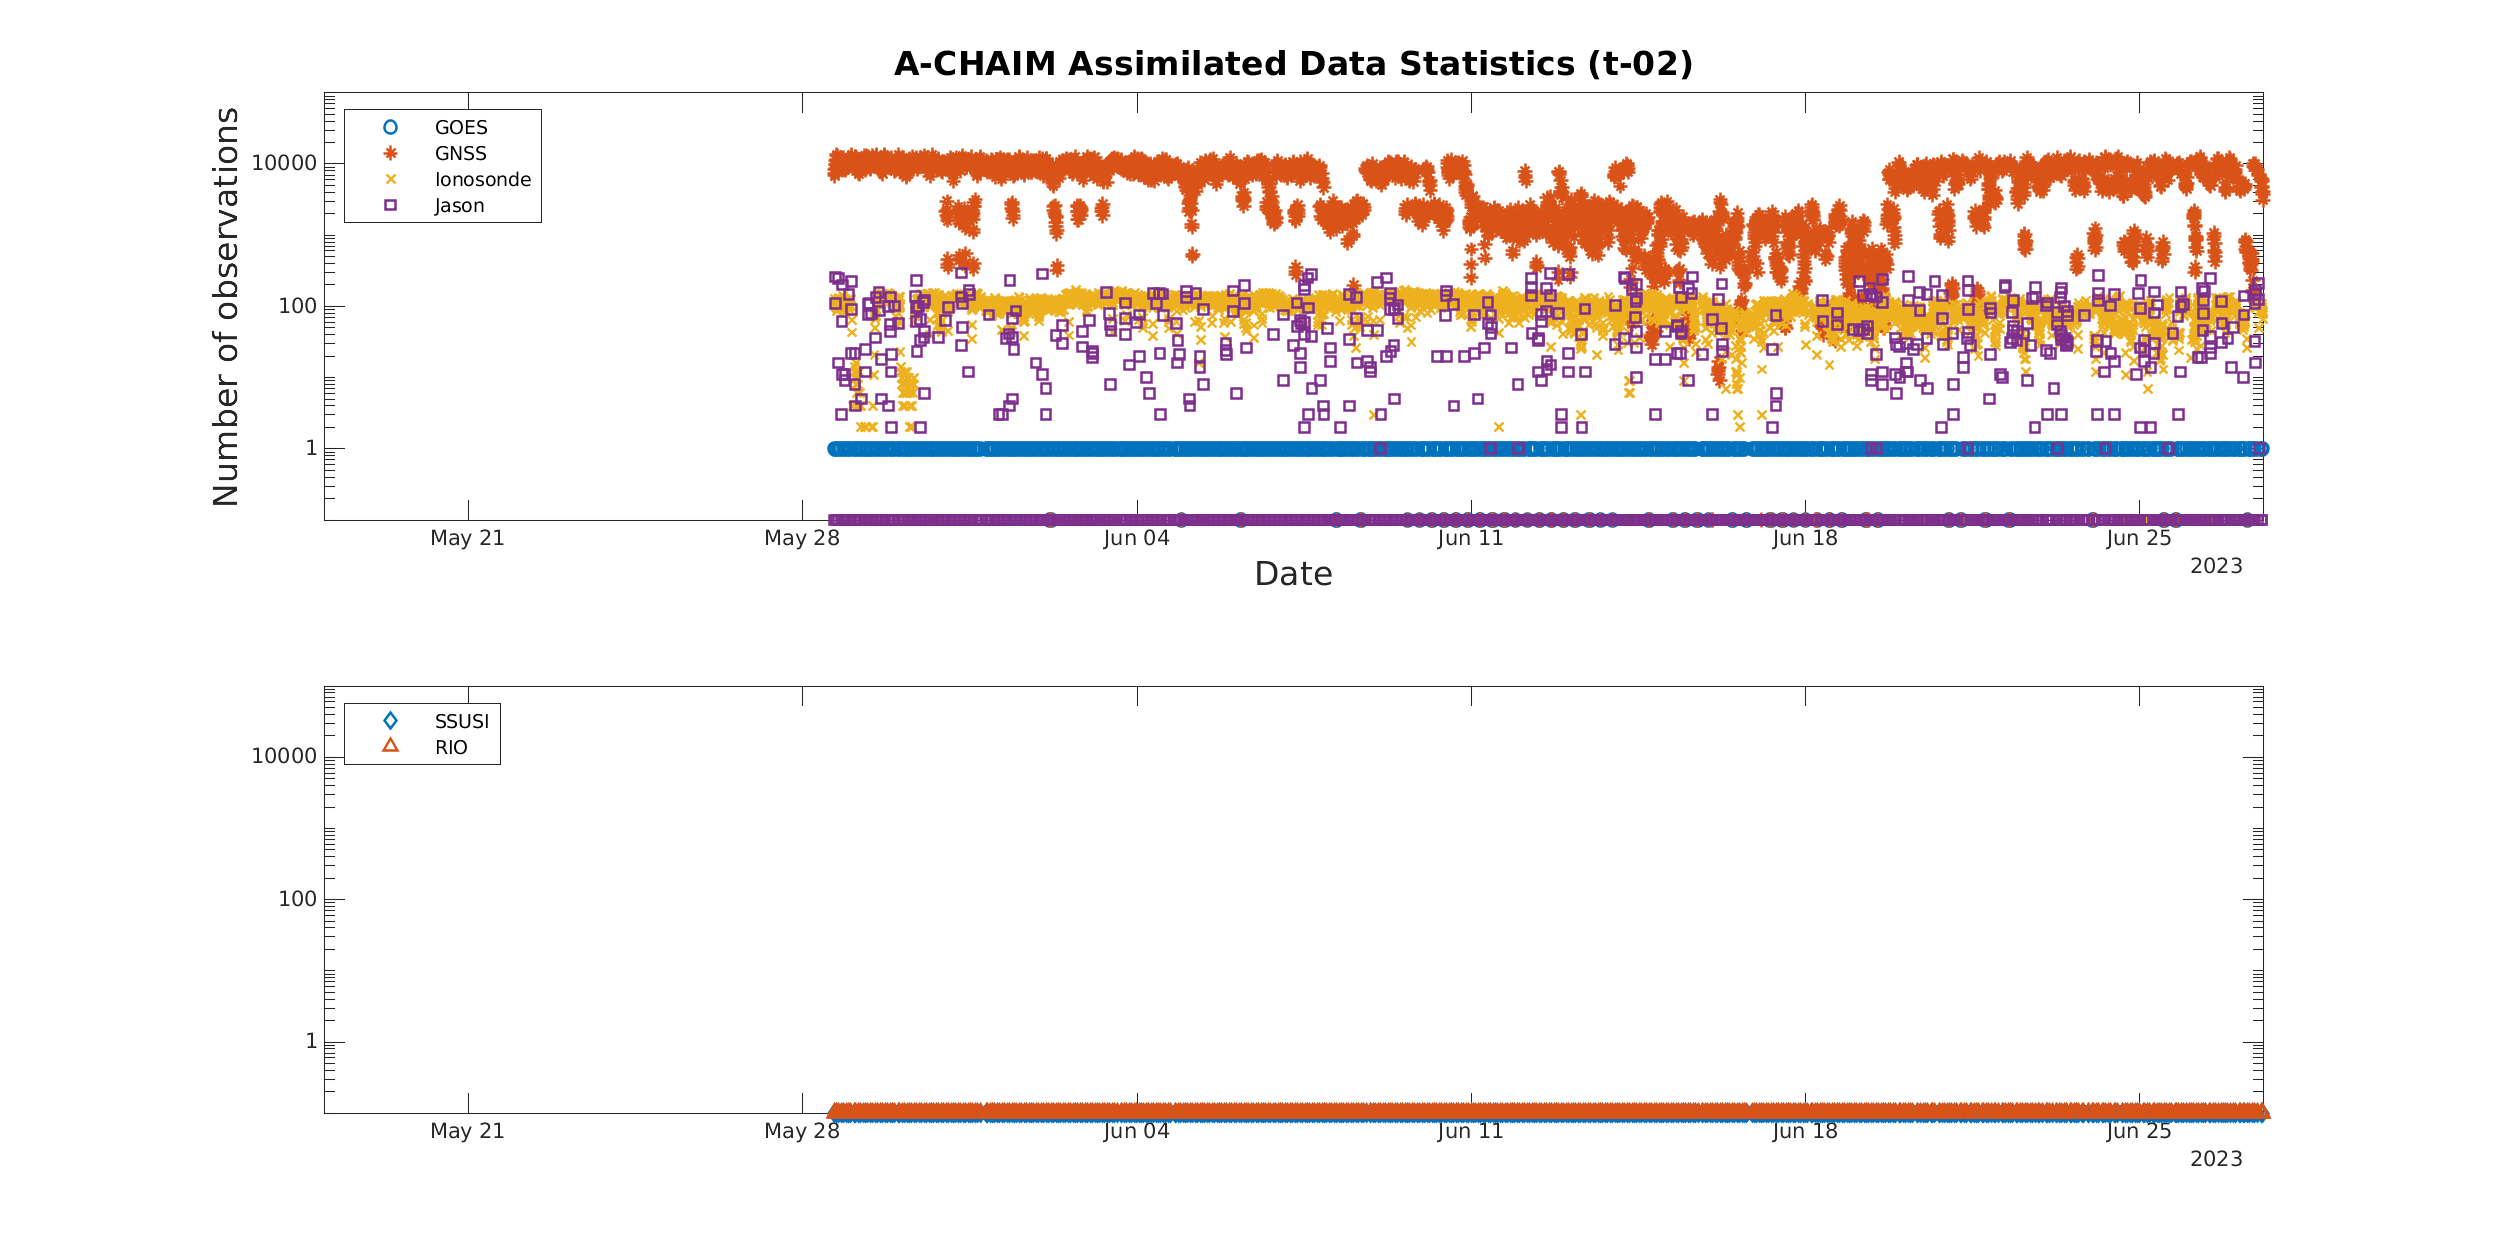 A-CHAIM Assimilated Data Statistics (t-02)
GOES
GNSS
Ionosonde
Jason
Number of observations
10000
100
1
May 21
May 28
Jun 04
Jun 11
Jun 18
Jun 25
2023
Date
SSUSI
RIO
10000
100
1
May 21
May 28
Jun 04
Jun 11
Jun 18
Jun 25
2023